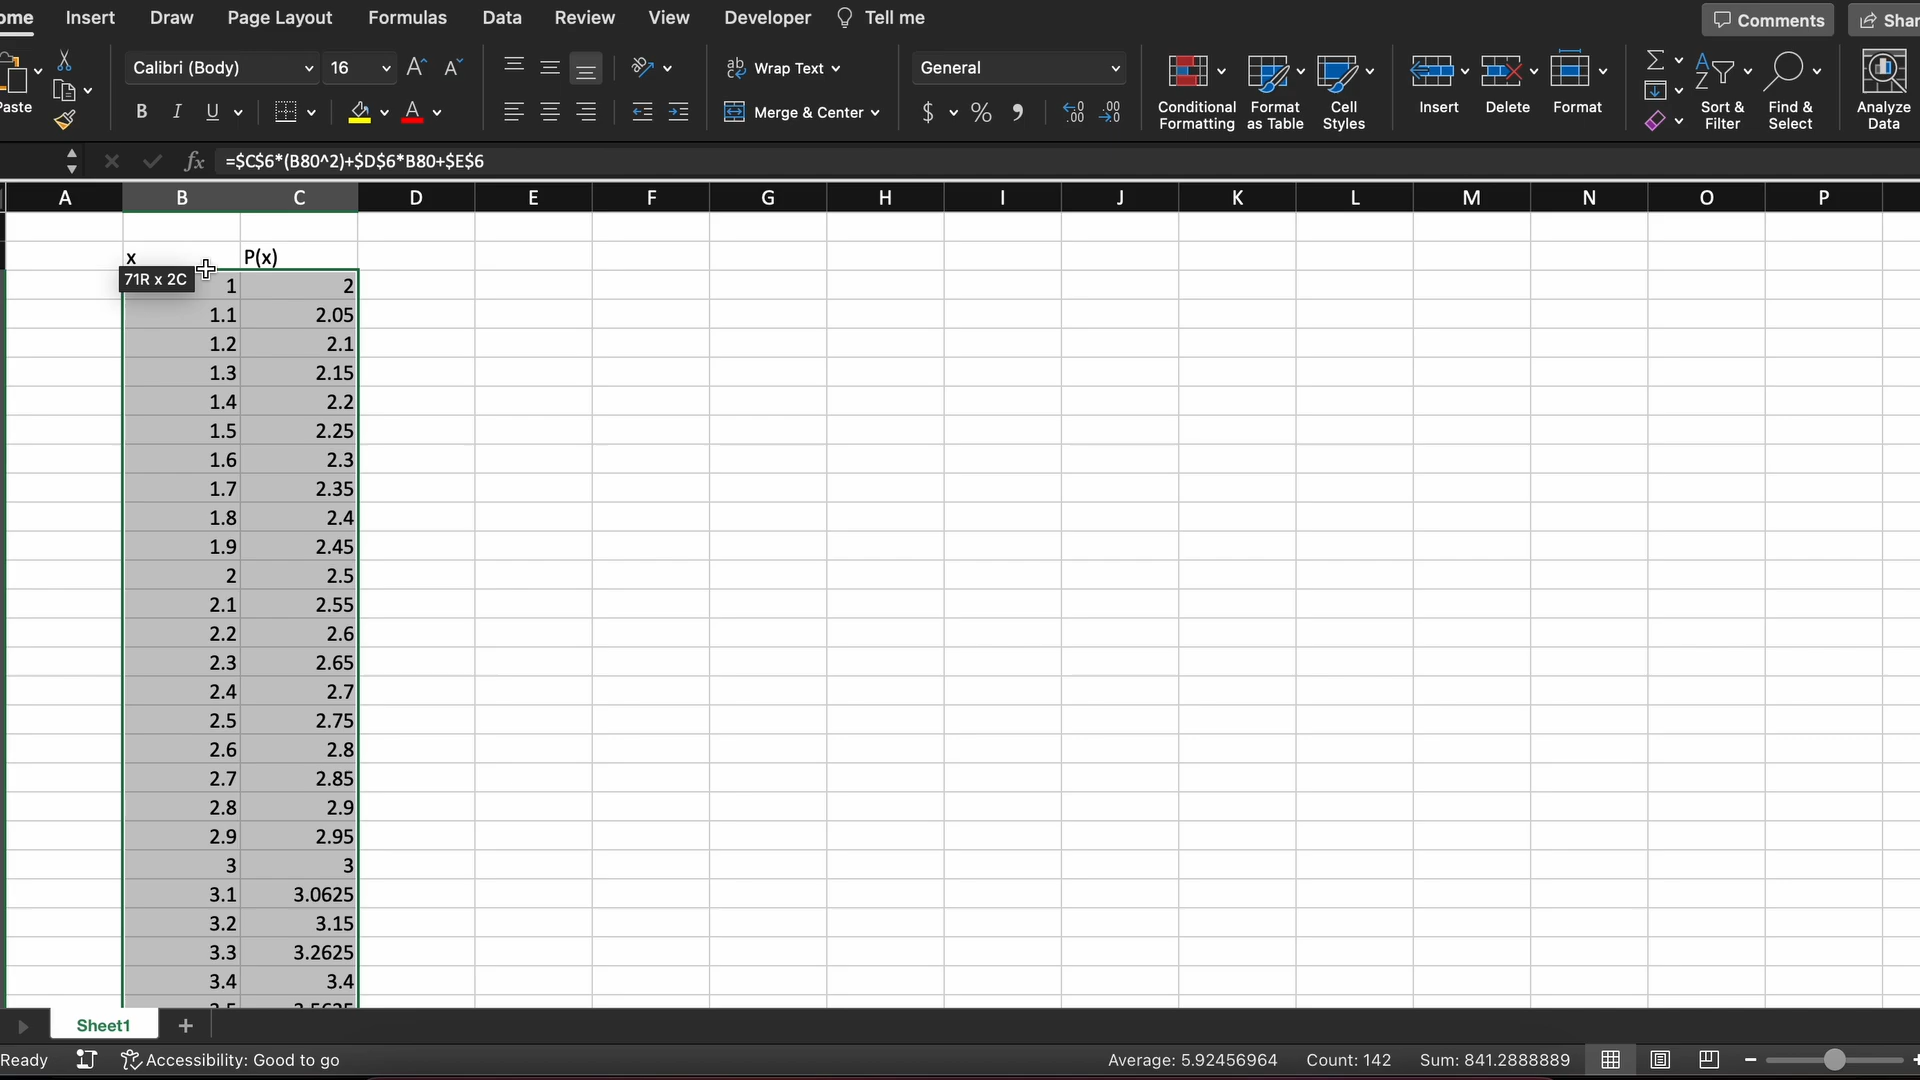 ome Insert Draw Page Layout Formulas Data Review View Developer Tell me Comments Shar
Paste Calibri (Body) 16 A^ A˅ ab Wrap Text General Conditional Formatting Format as Table Cell Styles Insert Delete Format Σ Sort & Filter Find & Select Analyze Data
B I U A Merge & Center $ % 9 .00 .00
fx =$C$6*(B80^2)+$D$6*B80+$E$6
A B C D E F G H I J K L M N O P
x P(x)
71R x 2C
1 2
1.1 2.05
1.2 2.1
1.3 2.15
1.4 2.2
1.5 2.25
1.6 2.3
1.7 2.35
1.8 2.4
1.9 2.45
2 2.5
2.1 2.55
2.2 2.6
2.3 2.65
2.4 2.7
2.5 2.75
2.6 2.8
2.7 2.85
2.8 2.9
2.9 2.95
3 3
3.1 3.0625
3.2 3.15
3.3 3.2625
3.4 3.4
Sheet1 +
Ready Accessibility: Good to go Average: 5.92456964 Count: 142 Sum: 841.2888889